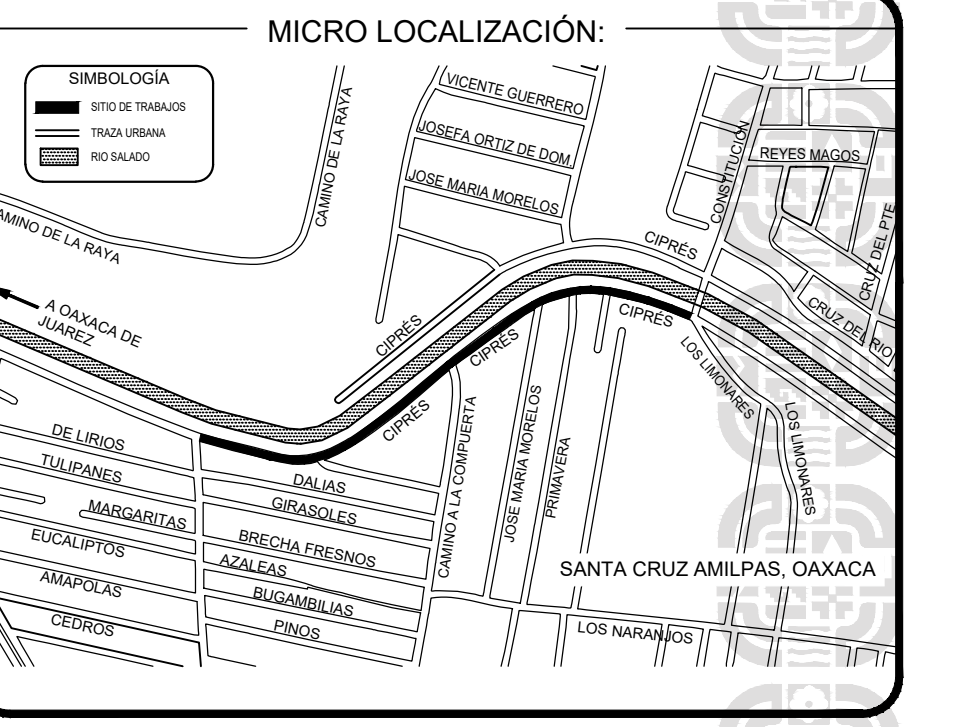 MICRO LOCALIZACIÓN:
SIMBOLOGÍA
SITIO DE TRABAJOS
TRAZA URBANA
RIO SALADO
CAMINO DE LA RAYA
VICENTE GUERRERO
JOSEFA ORTIZ DE DOM.
JOSE MARIA MORELOS
CONSTITUCIÓN
REYES MAGOS
AMINO DE LA RAYA
CIPRÉS
CRUZ DEL PTE
A OAXACA DE
JUAREZ
CIPRÉS
CIPRÉS
CIPRÉS
CRUZ DEL RIO
LOS LIMONARES
CIPRÉS
LOS LIMONARES
DE LIRIOS
TULIPANES
MARGARITAS
EUCALIPTOS
AMAPOLAS
CEDROS
DALIAS
GIRASOLES
BRECHA FRESNOS
AZALEAS
BUGAMBILIAS
PINOS
CAMINO A LA COMPUERTA
JOSE MARIA MORELOS
PRIMAVERA
SANTA CRUZ AMILPAS, OAXACA
LOS NARANJOS